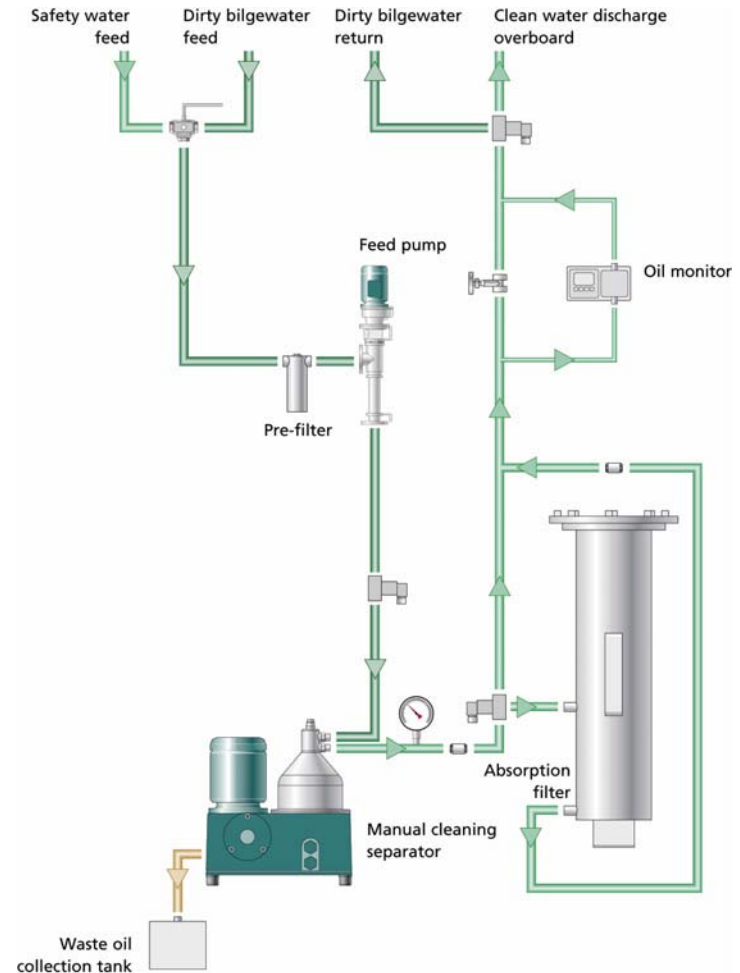 Safety water
feed
Dirty bilgewater
feed
Dirty bilgewater
return
Clean water discharge
overboard
Feed pump
Oil monitor
Pre-filter
Absorption
filter
Manual cleaning
separator
Waste oil
collection tank